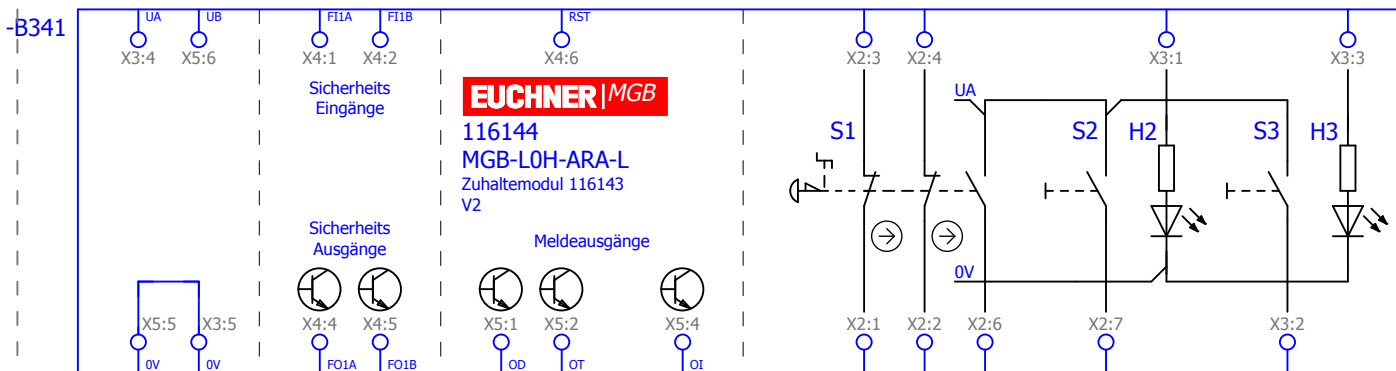 -B341
UA UB FI1A FI1B RST
X3:4 X5:6 X4:1 X4:2 X4:6 X2:3 X2:4 X3:1 X3:3
Sicherheits
Eingänge
EUCHNER MGB
116144
MGB-L0H-ARA-L
Zuhaltemodul 116143
V2
UA
S1 S2 H2 S3 H3
Sicherheits
Ausgänge
Meldeausgänge
0V
X5:5 X3:5 X4:4 X4:5 X5:1 X5:2 X5:4 X2:1 X2:2 X2:6 X2:7 X3:2
0V 0V FO1A FO1B OD OT OI